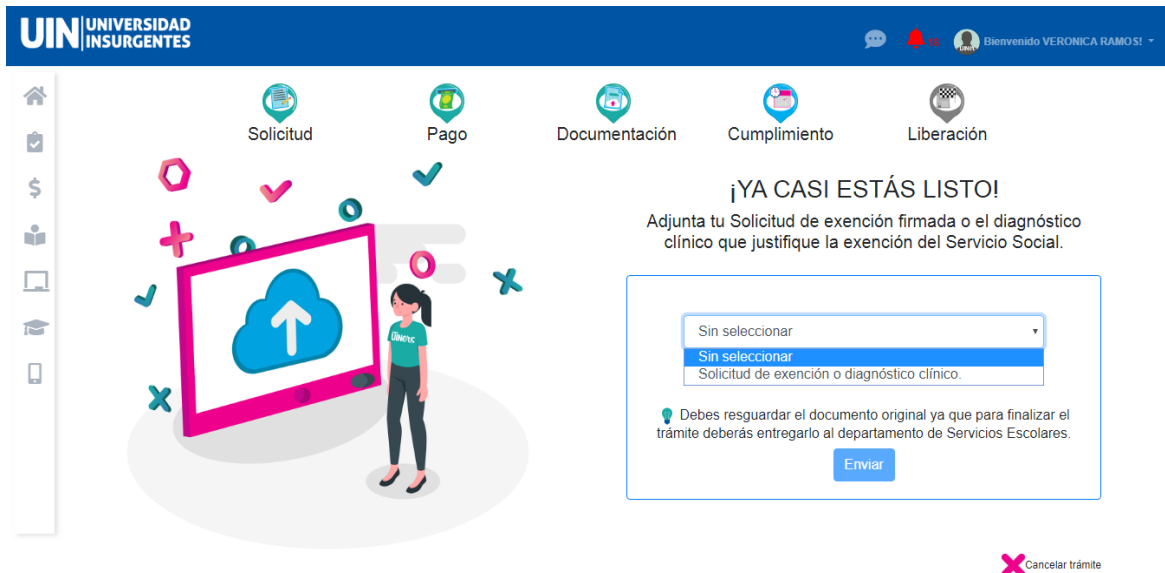 UIN UNIVERSIDAD
INSURGENTES
Bienvenido VERONICA RAMOS!
Solicitud
Pago
Documentación
Cumplimiento
Liberación
¡YA CASI ESTÁS LISTO!
Adjunta tu Solicitud de exención firmada o el diagnóstico
clínico que justifique la exención del Servicio Social.
Sin seleccionar
Sin seleccionar
Solicitud de exención o diagnóstico clínico.
Debes resguardar el documento original ya que para finalizar el
trámite deberás entregarlo al departamento de Servicios Escolares.
Enviar
Cancelar trámite